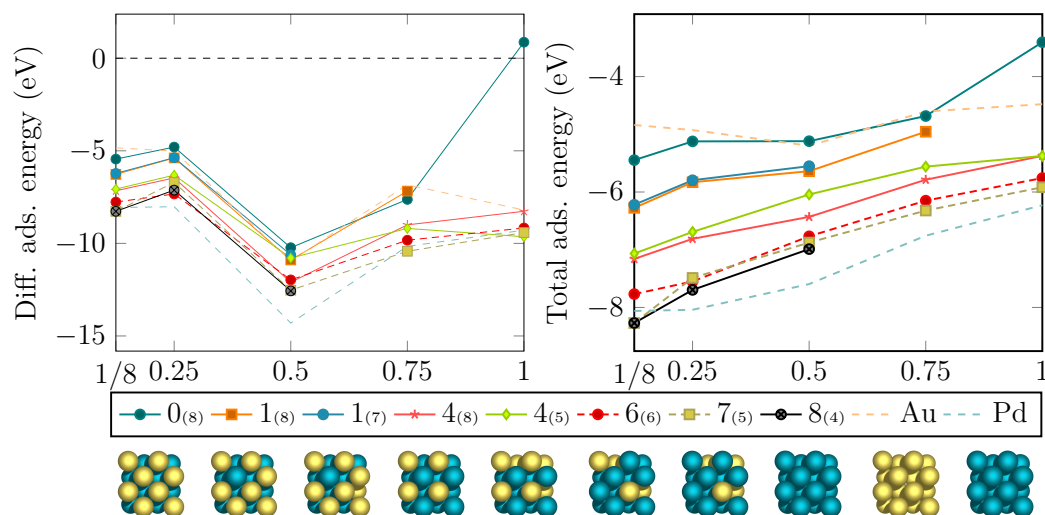 Diff. ads. energy (eV)
0
−5
−10
−15
1/8 0.25 0.5 0.75 1
Total ads. energy (eV)
−4
−6
−8
1/8 0.25 0.5 0.75 1
0(8) 1(8) 1(7) 4(8) 4(5) 6(6) 7(5) 8(4) Au Pd